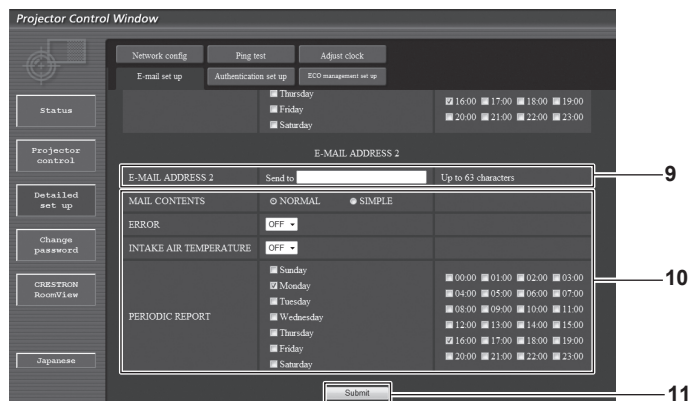 Projector Control Window
Network config Ping test Adjust clock
E-mail set up Authentication set up ECO management set up
Status
Projector control
Detailed set up
Change password
CRESTRON RoomView
Japanese
Thursday
Friday
Saturday
16:00 17:00 18:00 19:00
20:00 21:00 22:00 23:00
E-MAIL ADDRESS 2
E-MAIL ADDRESS 2 Send to Up to 63 characters
9
MAIL CONTENTS NORMAL SIMPLE
ERROR OFF
INTAKE AIR TEMPERATURE OFF
PERIODIC REPORT
Sunday
Monday
Tuesday
Wednesday
Thursday
Friday
Saturday
00:00 01:00 02:00 03:00
04:00 05:00 06:00 07:00
08:00 09:00 10:00 11:00
12:00 13:00 14:00 15:00
16:00 17:00 18:00 19:00
20:00 21:00 22:00 23:00
10
Submit
11